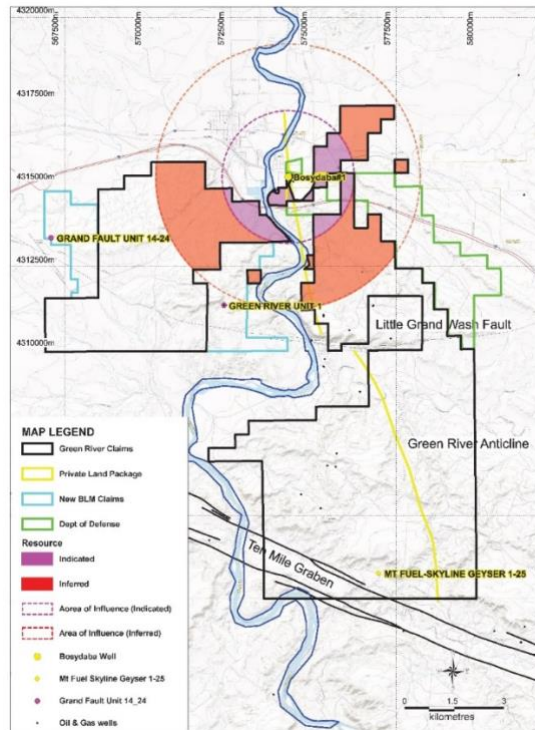 4320000m
567500m
570000m
572500m
575000m
577500m
580000m
4317500m
4315000m
Bosydaba#1
GRAND FAULT UNIT 14-24
4312500m
GREEN RIVER UNIT-1
4310000m
Little Grand Wash Fault
MAP LEGEND
Green River Claims
Private Land Package
New BLM Claims
Dept of Defense
Resource
Indicated
Inferred
Aorea of Influence (Indicated)
Area of Influence (Inferred)
Bosydaba Well
Mt Fuel Skyline Geyser 1-25
Grand Fault Unit 14_24
Oil & Gas wells
Green River Anticline
Ten Mile Graben
MT FUEL-SKYLINE GEYSER 1-25
0 1.5 3
kilometres